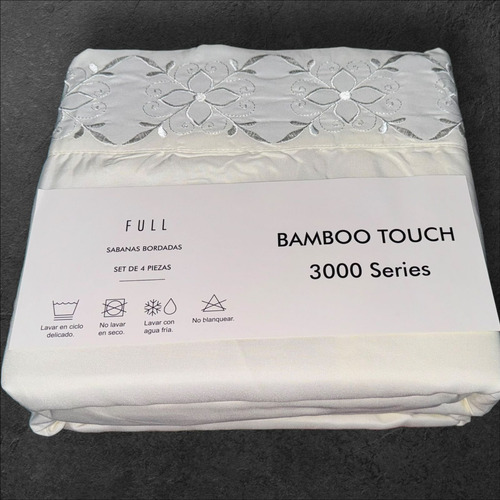 FULL
SABANAS BORDADAS
SET DE 4 PIEZAS
BAMBOO TOUCH
3000 Series
Lavar en ciclo
delicado.
No lavar
en seco.
Lavar con
agua fría.
No blanquear.